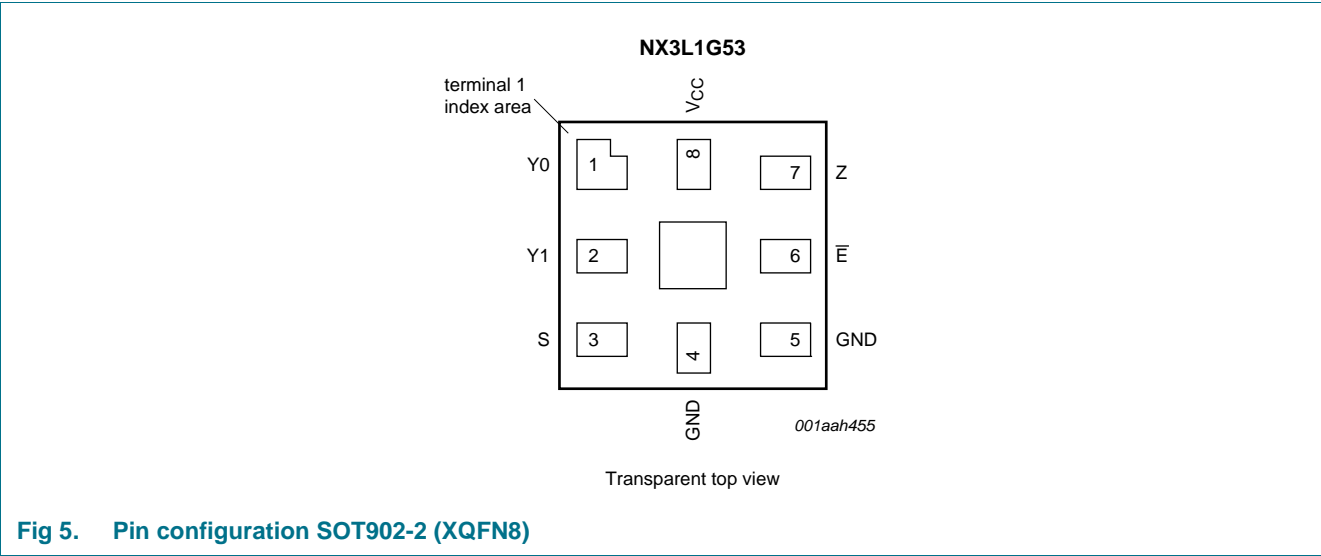 NX3L1G53
terminal 1
index area
VCC
Y0
1
8
7
Z
Y1
2
6
E̅
S
3
4
5
GND
GND
001aah455
Transparent top view
Fig 5. Pin configuration SOT902-2 (XQFN8)